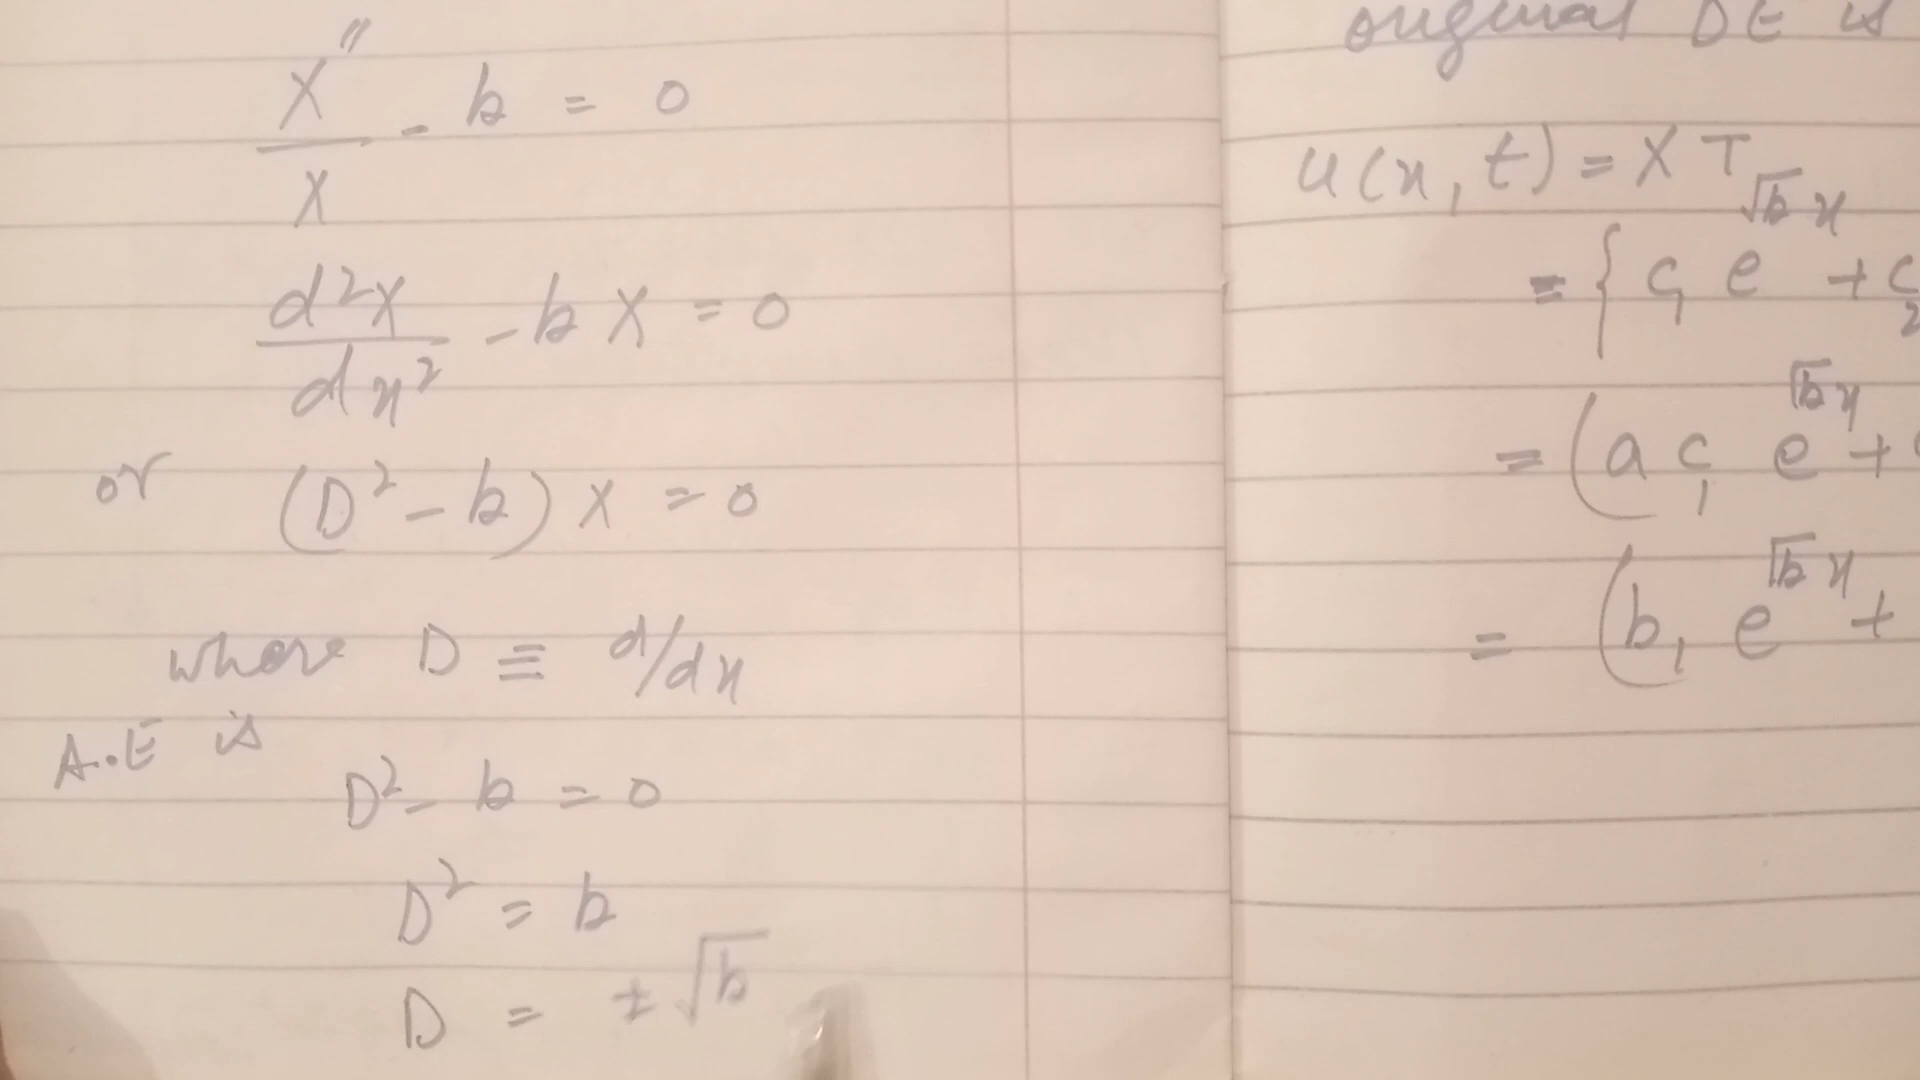 X''/X - b = 0
d²X/dx² - bX = 0
or (D² - b) X = 0
where D ≡ d/dx
A.E is
D² - b = 0
D² = b
D = ± √b
original DE is
u(x, t) = X T
= { c₁ e^√b x + c₂
= (a c₁ e^√b x +
= (b₁ e^√b x +